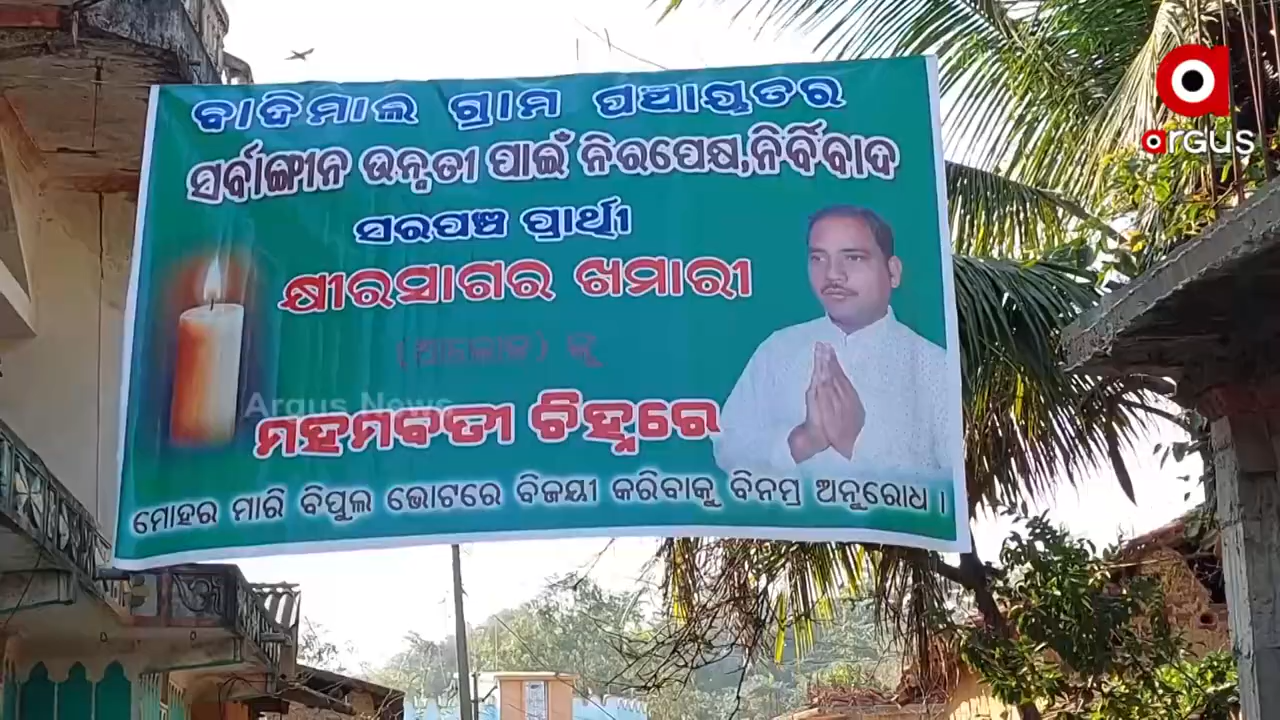 ବାଦିମାଲ ଗ୍ରାମ ପଞ୍ଚାୟତର
ସର୍ବାଙ୍ଗୀନ ଉନ୍ନତୀ ପାଇଁ ନିରପେକ୍ଷ,ନିର୍ବିବାଦ
ସରପଞ୍ଚ ପ୍ରାର୍ଥୀ
କ୍ଷୀରସାଗର ଖମାରୀ
(ଆଲୋକ) ଙ୍କୁ
ମହମବତୀ ଚିହ୍ନରେ
ମୋହର ମାରି ବିପୁଲ ଭୋଟରେ ବିଜୟୀ କରିବାକୁ ବିନମ୍ର ଅନୁରୋଧ ।
argus
Argus News